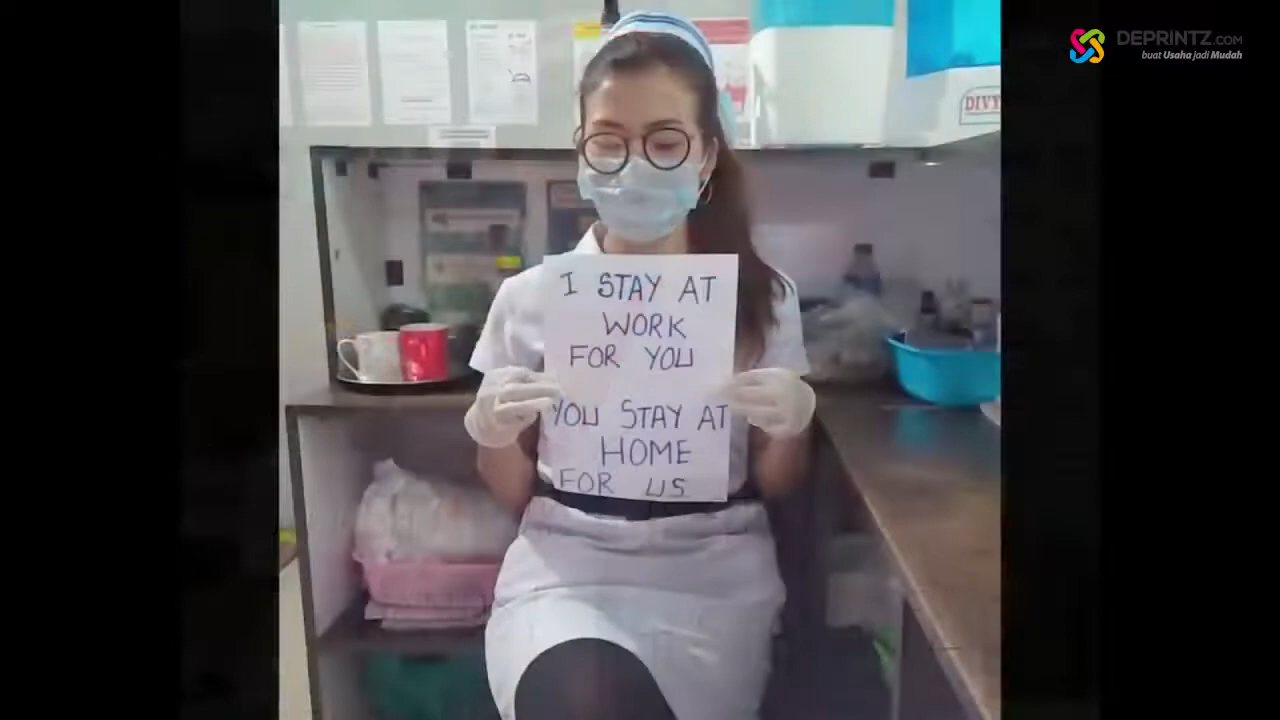 DEPRINTZ.COM
buat Usaha jadi Mudah
DIVY
I STAY AT
WORK
FOR YOU
YOU STAY AT
HOME
FOR US